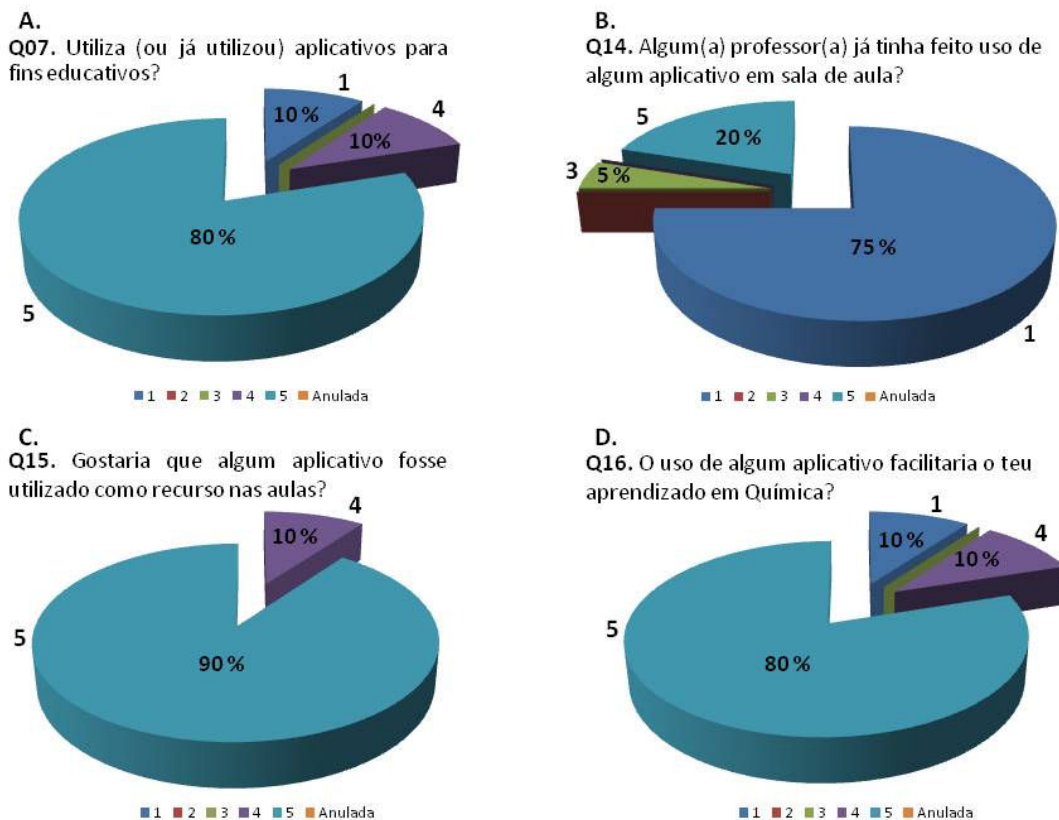 A.
Q07. Utiliza (ou já utilizou) aplicativos para
fins educativos?
1
10 %
4
10%
80 %
5
1 2 3 4 5 Anulada
B.
Q14. Algum(a) professor(a) já tinha feito uso de
algum aplicativo em sala de aula?
5
20 %
3
5 %
75 %
1
1 2 3 4 5 Anulada
C.
Q15. Gostaria que algum aplicativo fosse
utilizado como recurso nas aulas?
4
10 %
5
90 %
1 2 3 4 5 Anulada
D.
Q16. O uso de algum aplicativo facilitaria o teu
aprendizado em Química?
1
10 %
4
10 %
5
80 %
1 2 3 4 5 Anulada